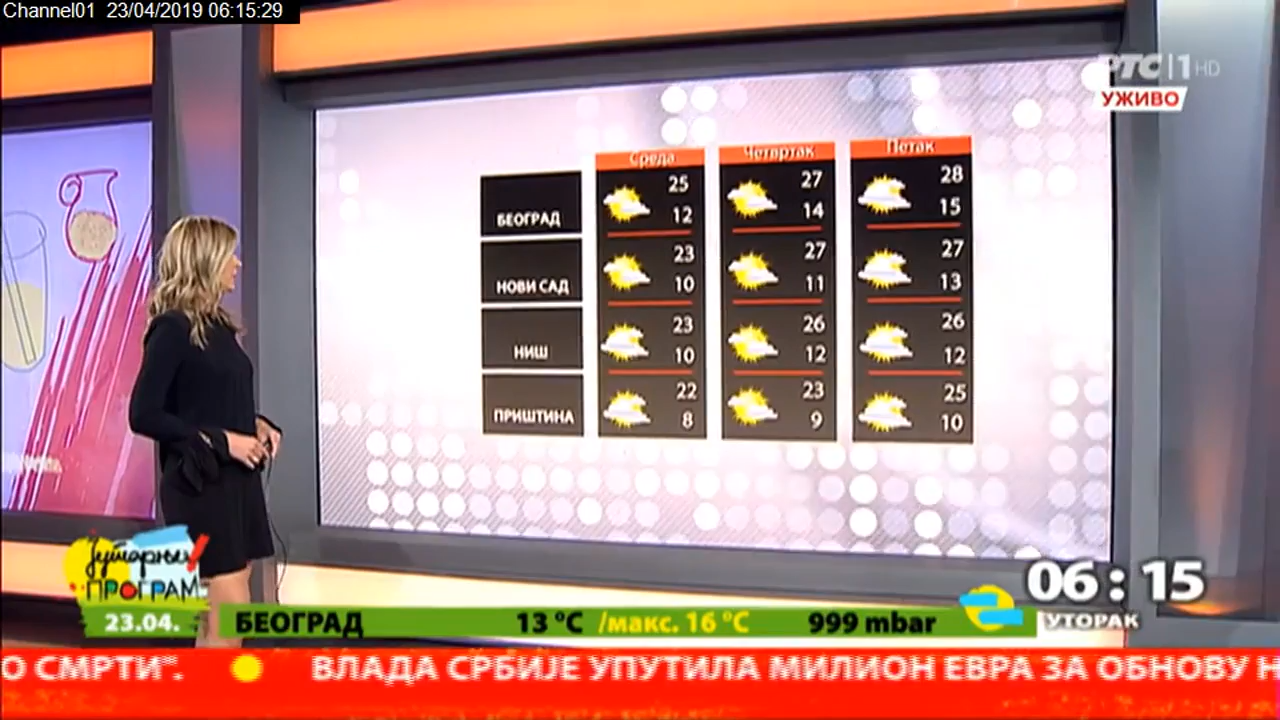 Channel01 23/04/2019 06:15:29
РТС 1 HD
УЖИВО
Среда Четвртак Петак
БЕОГРАД 25 12 27 14 28 15
НОВИ САД 23 10 27 11 27 13
НИШ 23 10 26 12 26 12
ПРИШТИНА 22 8 23 9 25 10
Јутарњи
ПРОГРАМ
06:15
23.04. БЕОГРАД 13 °C /макс. 16 °C 999 mbar УТОРАК
О СМРТИ". ВЛАДА СРБИЈЕ УПУТИЛА МИЛИОН ЕВРА ЗА ОБНОВУ Н